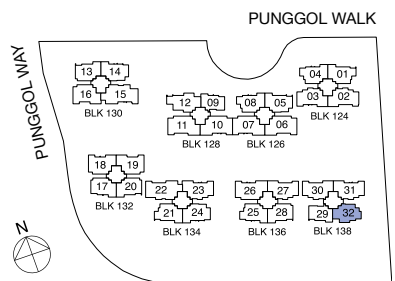 PUNGGOL WALK
PUNGGOL WAY
13 14
16 15
BLK 130
12 09
11 10
BLK 128
08 05
07 06
BLK 126
04 01
03 02
BLK 124
18 19
17 20
BLK 132
22 23
21 24
BLK 134
26 27
25 28
BLK 136
30 31
29 32
BLK 138
N